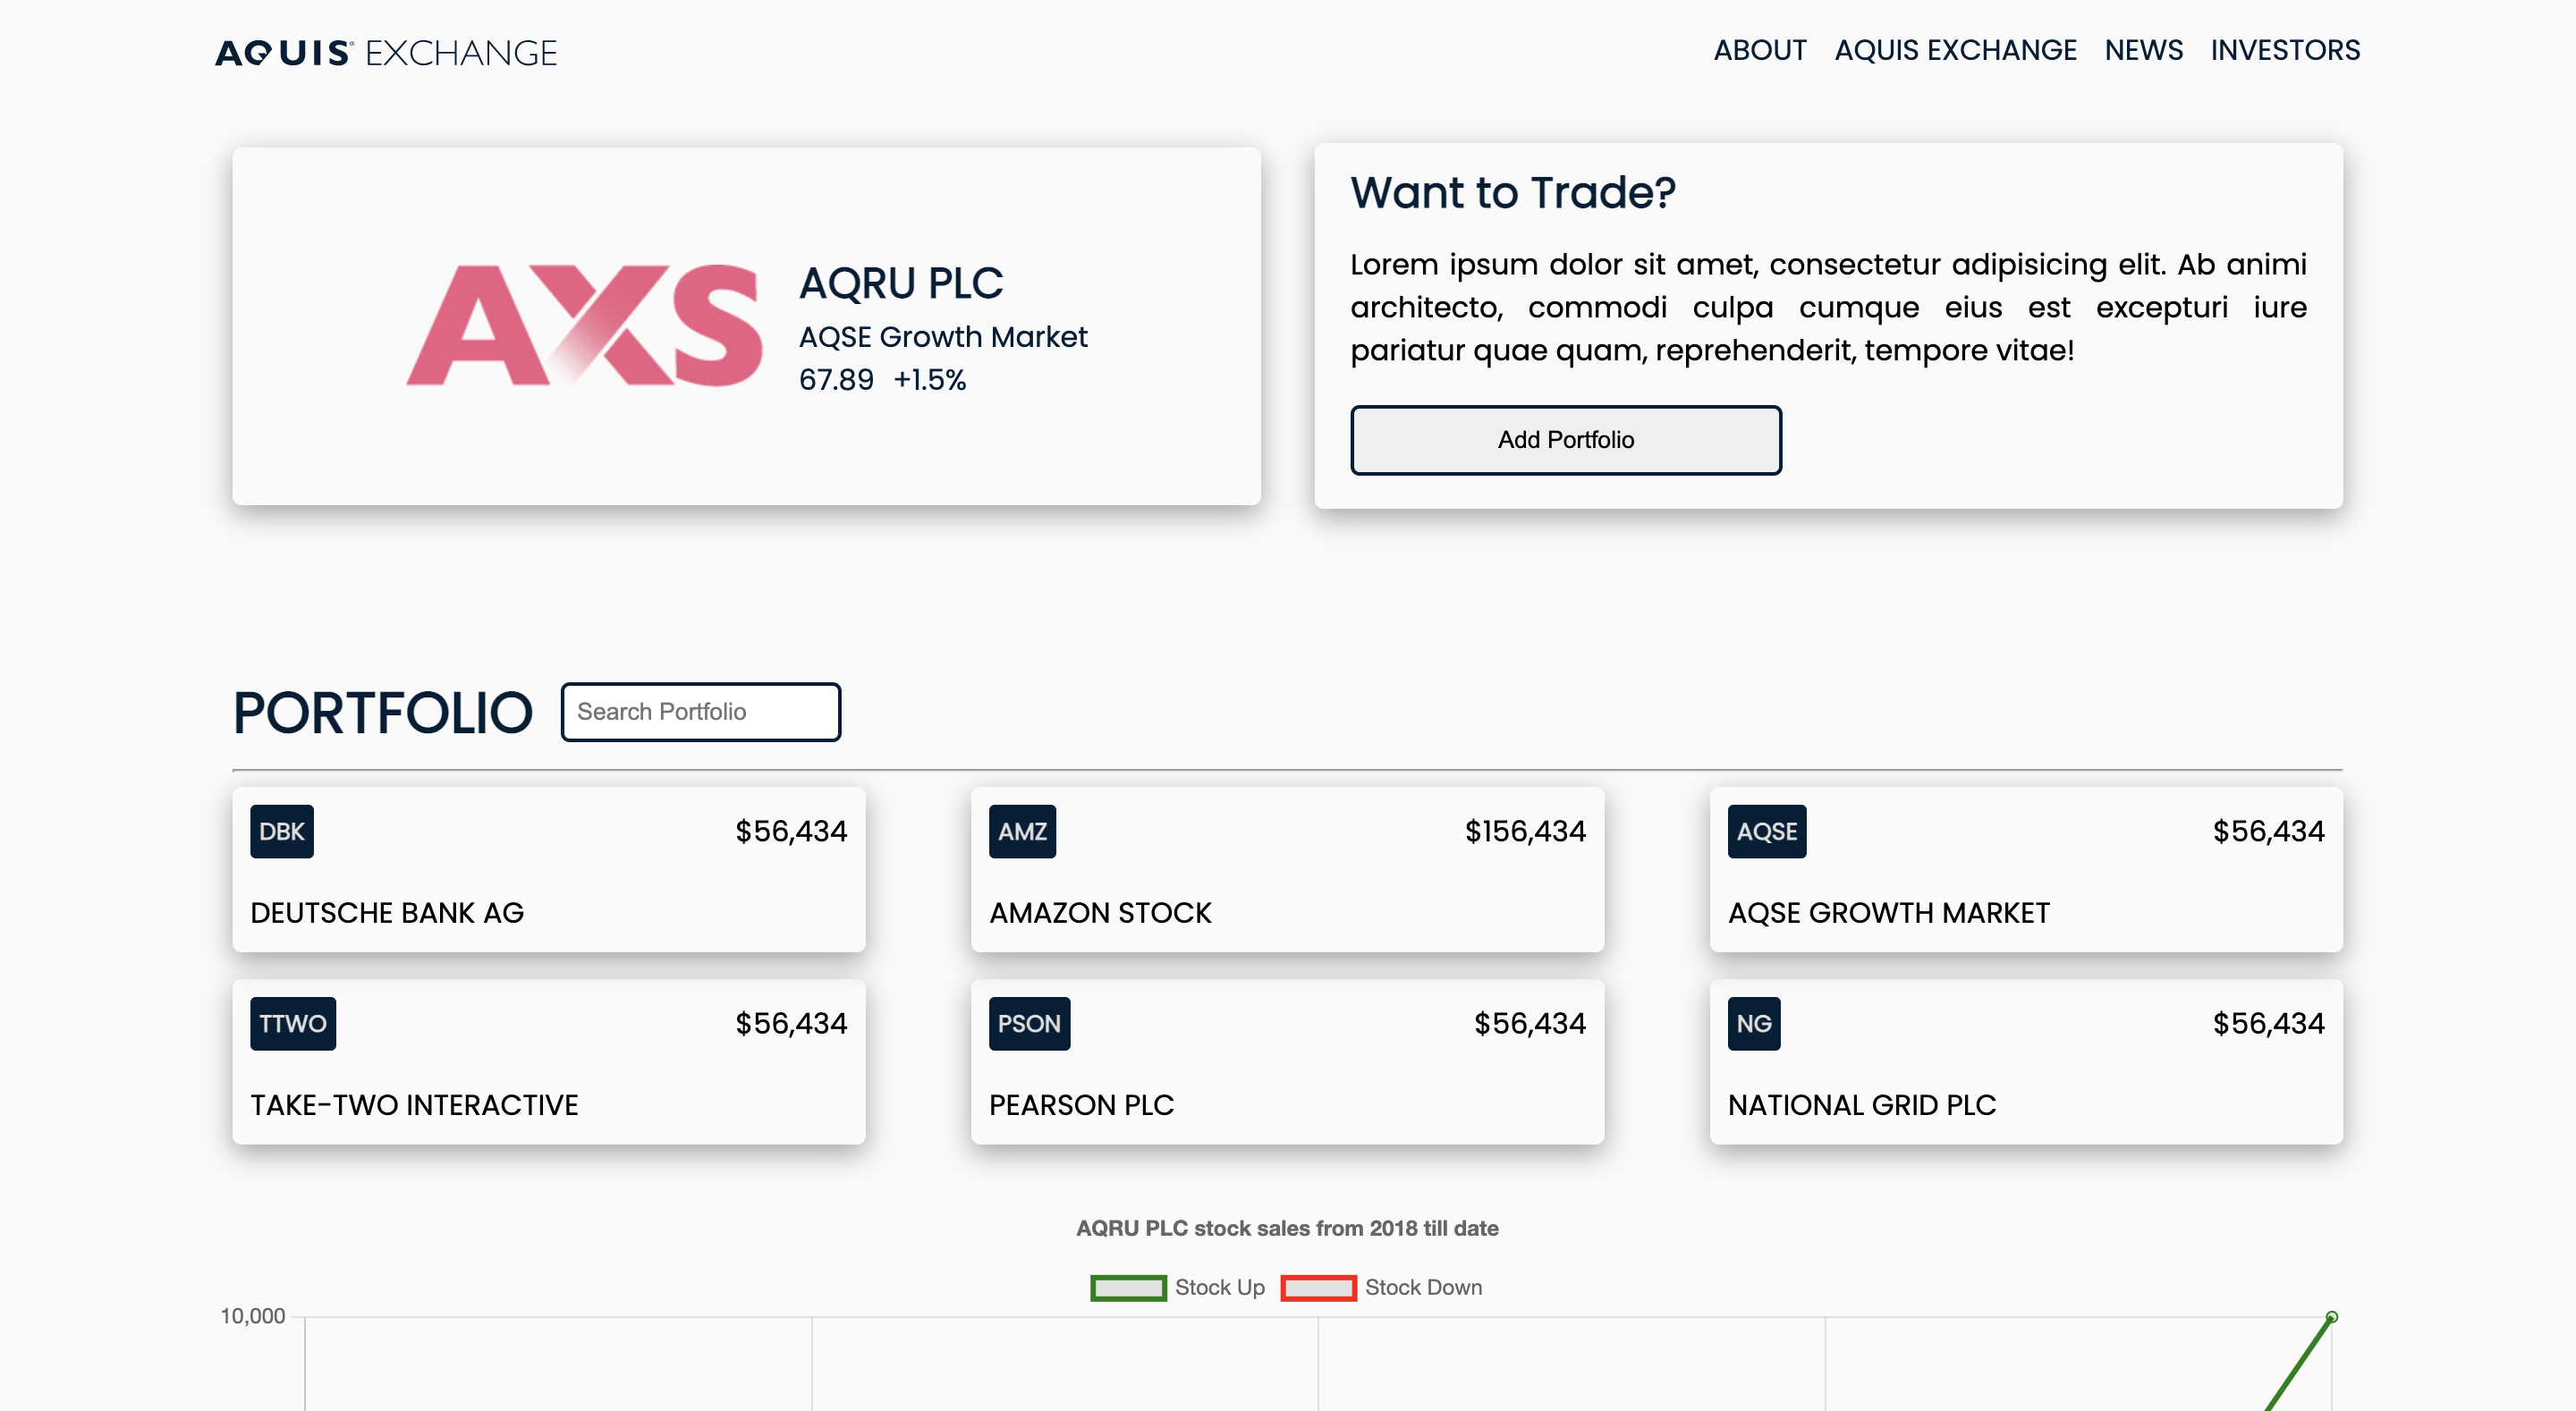 AQUIS EXCHANGE
ABOUT AQUIS EXCHANGE NEWS INVESTORS
AXS
AQRU PLC
AQSE Growth Market
67.89 +1.5%
Want to Trade?
Lorem ipsum dolor sit amet, consectetur adipisicing elit. Ab animi
architecto, commodi culpa cumque eius est excepturi iure
pariatur quae quam, reprehenderit, tempore vitae!
Add Portfolio
PORTFOLIO
Search Portfolio
DBK $56,434
DEUTSCHE BANK AG
AMZ $156,434
AMAZON STOCK
AQSE $56,434
AQSE GROWTH MARKET
TTWO $56,434
TAKE-TWO INTERACTIVE
PSON $56,434
PEARSON PLC
NG $56,434
NATIONAL GRID PLC
AQRU PLC stock sales from 2018 till date
Stock Up Stock Down
10,000